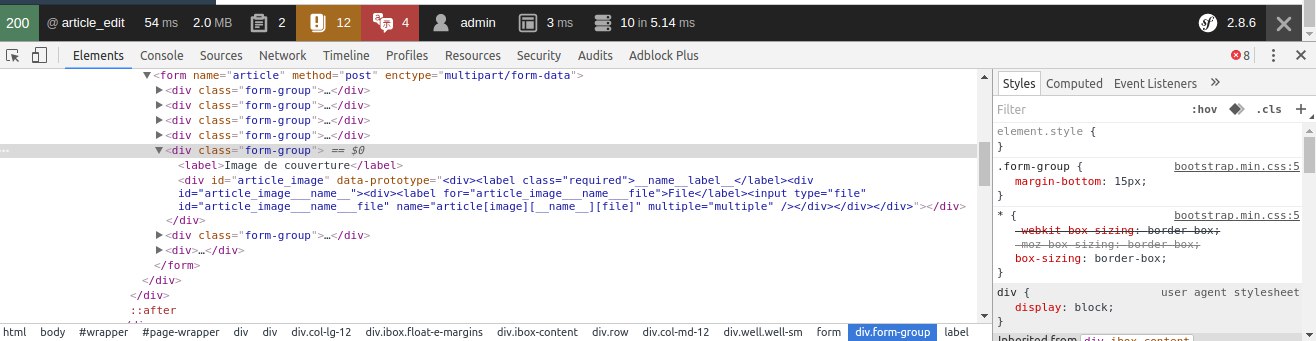 200 @ article_edit 54 ms 2.0 MB 2 12 4 admin 3 ms 10 in 5.14 ms 2.8.6
Elements Console Sources Network Timeline Profiles Resources Security Audits Adblock Plus 8
<form name="article" method="post" enctype="multipart/form-data">
<div class="form-group">…</div>
<div class="form-group">…</div>
<div class="form-group">…</div>
<div class="form-group">…</div>
<div class="form-group"> == $0
<label>Image de couverture</label>
<div id="article_image" data-prototype="<div><label class="required">__name__label__</label><div
id="article_image___name__"><div><label for="article_image___name___file">File</label><input type="file"
id="article_image___name___file" name="article[image][__name__][file]" multiple="multiple" /></div></div></div>"></div>
</div>
<div class="form-group">…</div>
<div>…</div>
</form>
</div>
</div>
::after
html body #wrapper #page-wrapper div div div.col-lg-12 div.ibox.float-e-margins div.ibox-content div.row div.col-md-12 div.well.well-sm form div.form-group label
Styles Computed Event Listeners »
Filter :hov .cls +
element.style {
}
.form-group { bootstrap.min.css:5
margin-bottom: 15px;
}
* { bootstrap.min.css:5
-webkit-box-sizing: border-box;
-moz-box-sizing: border-box;
box-sizing: border-box;
}
div { user agent stylesheet
display: block;
}
Inherited from div.ibox-content